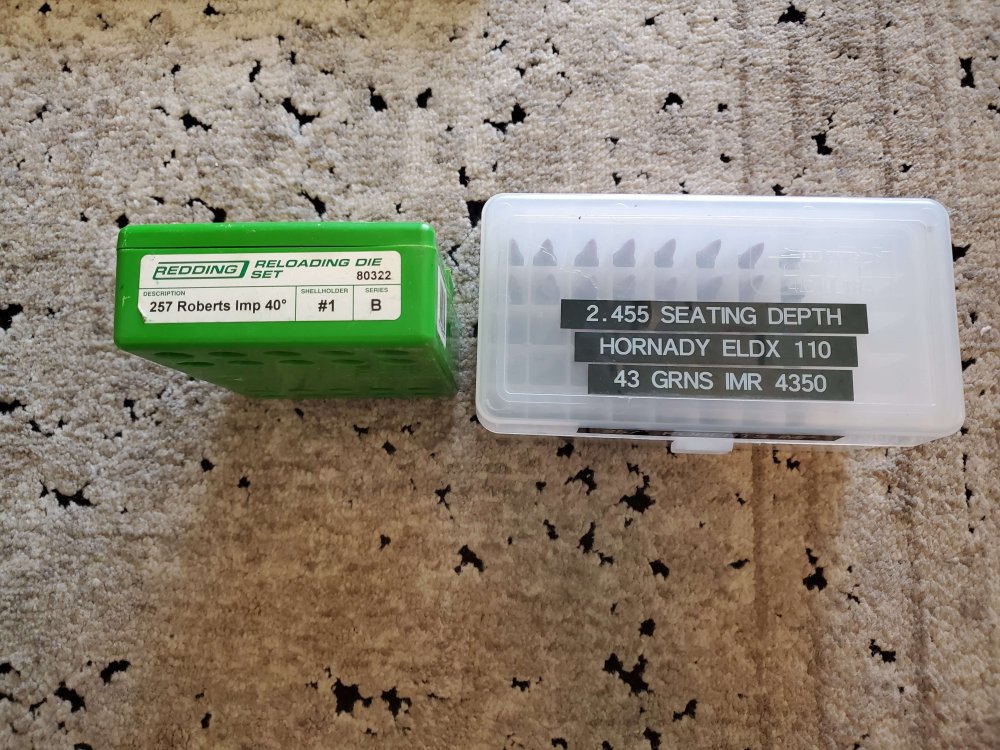 REDDING RELOADING DIE
SET
80322
DESCRIPTION
257 Roberts Imp 40°
SHELLHOLDER
#1
SERIES
B
2.455 SEATING DEPTH
HORNADY ELDX 110
43 GRNS IMR 4350